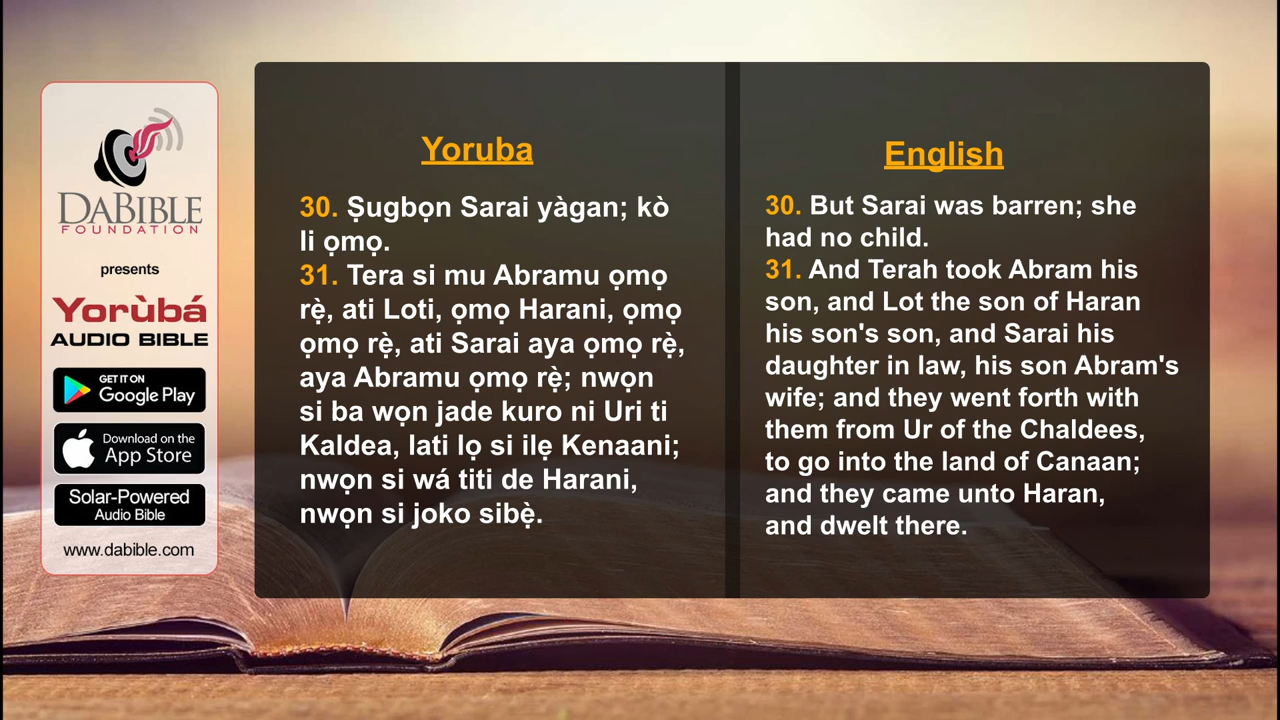 DABIBLE
FOUNDATION
presents
Yorùbá
AUDIO BIBLE
GET IT ON
Google Play
Download on the
App Store
Solar-Powered
Audio Bible
www.dabible.com
Yoruba
30. Ṣugbọn Sarai yàgan; kò
li ọmọ.
31. Tera si mu Abramu ọmọ
rẹ̀, ati Loti, ọmọ Harani, ọmọ
ọmọ rẹ̀, ati Sarai aya ọmọ rẹ̀,
aya Abramu ọmọ rẹ̀; nwọn
si ba wọn jade kuro ni Uri ti
Kaldea, lati lọ si ilẹ Kenaani;
nwọn si wá titi de Harani,
nwọn si joko sibẹ̀.
English
30. But Sarai was barren; she
had no child.
31. And Terah took Abram his
son, and Lot the son of Haran
his son's son, and Sarai his
daughter in law, his son Abram's
wife; and they went forth with
them from Ur of the Chaldees,
to go into the land of Canaan;
and they came unto Haran,
and dwelt there.